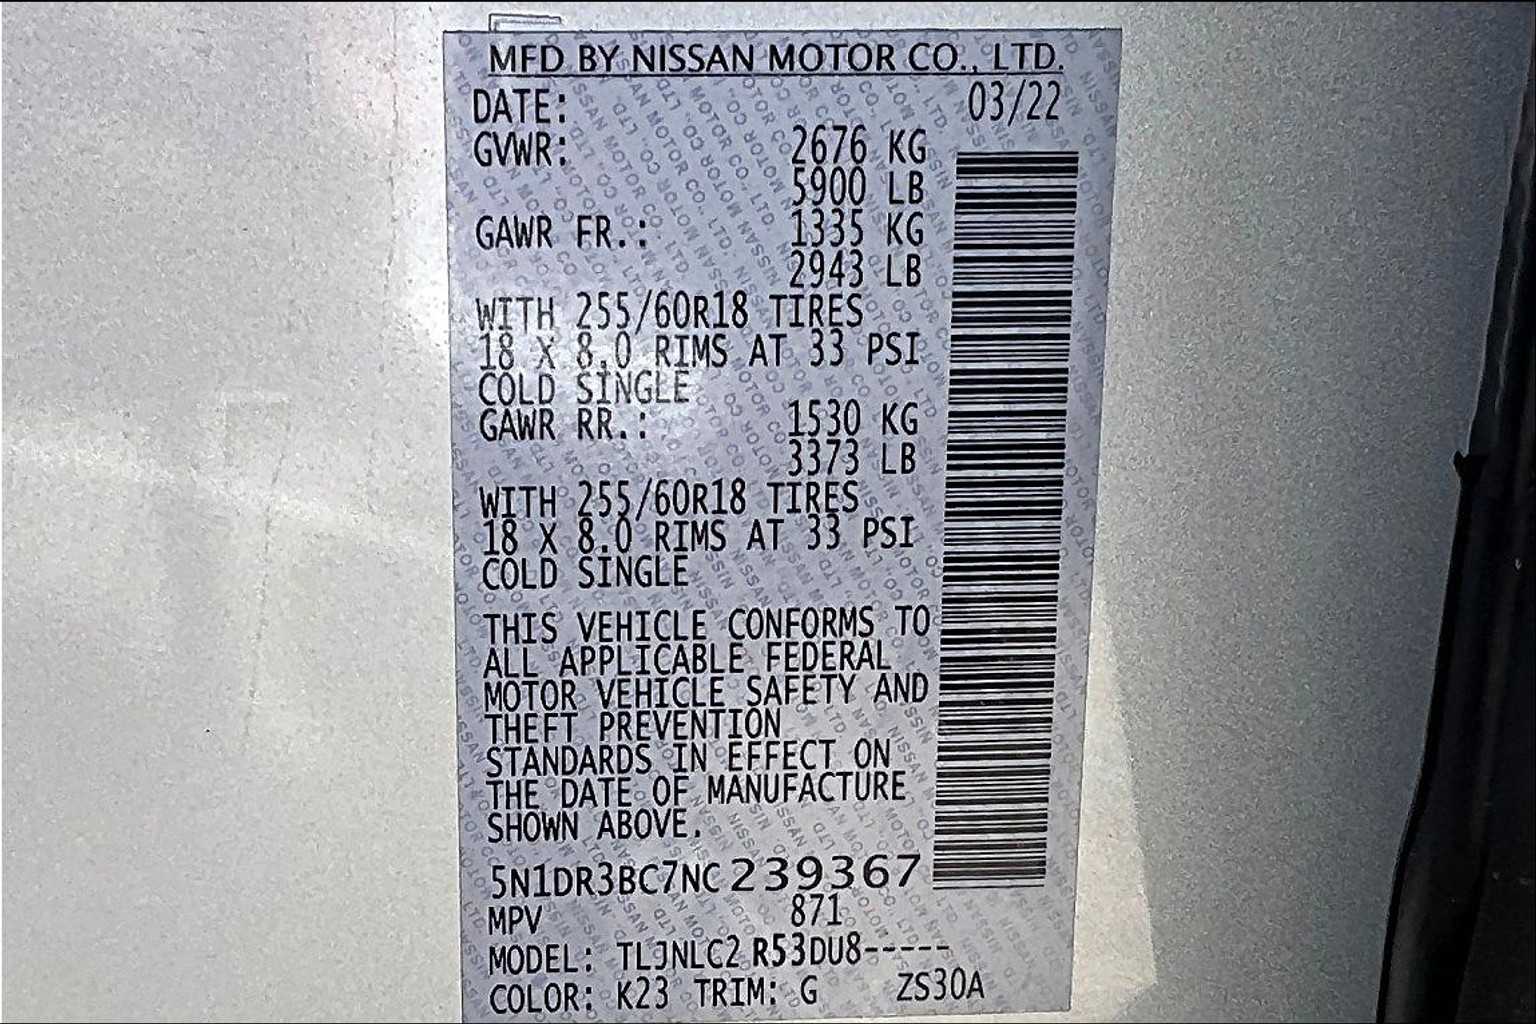 MFD BY NISSAN MOTOR CO., LTD.
DATE: 03/22
GVWR: 2676 KG
5900 LB
GAWR FR.: 1335 KG
2943 LB
WITH 255/60R18 TIRES
18 X 8.0 RIMS AT 33 PSI
COLD SINGLE
GAWR RR.: 1530 KG
3373 LB
WITH 255/60R18 TIRES
18 X 8.0 RIMS AT 33 PSI
COLD SINGLE
THIS VEHICLE CONFORMS TO
ALL APPLICABLE FEDERAL
MOTOR VEHICLE SAFETY AND
THEFT PREVENTION
STANDARDS IN EFFECT ON
THE DATE OF MANUFACTURE
SHOWN ABOVE.
5N1DR3BC7NC239367
MPV 871
MODEL: TLJNLC2 R53DU8-----
COLOR: K23 TRIM: G ZS30A